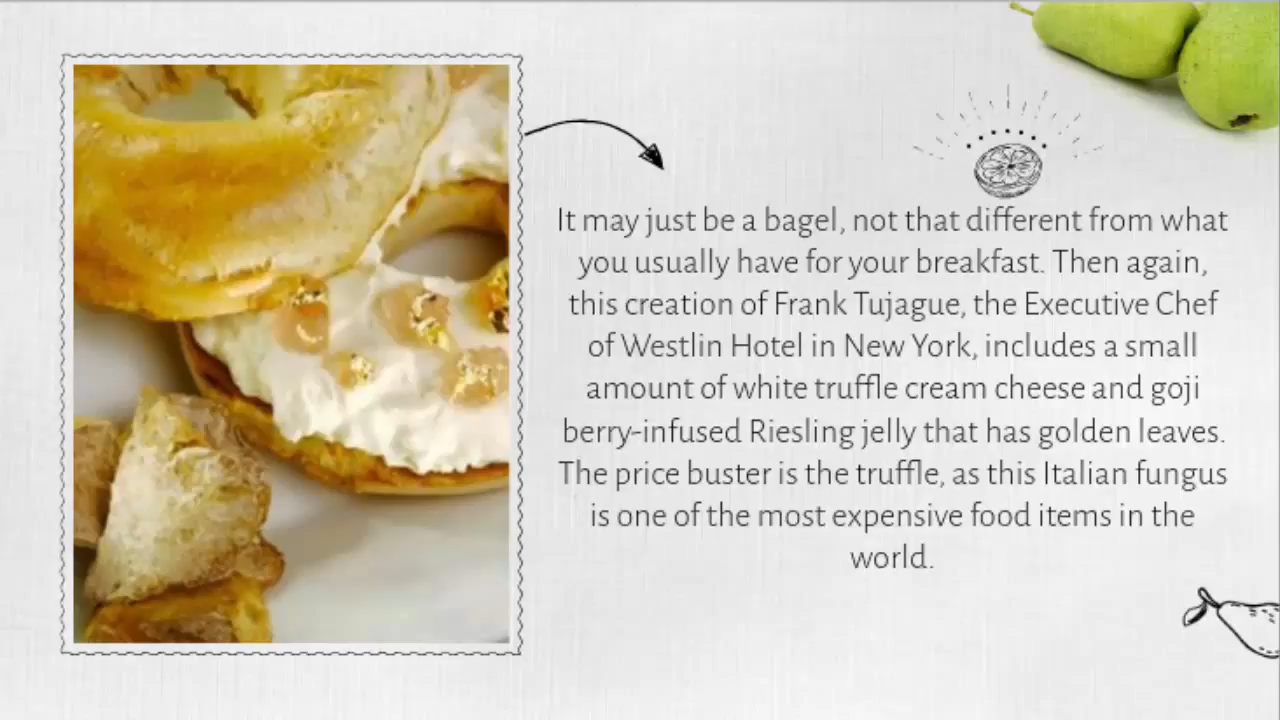 It may just be a bagel, not that different from what
you usually have for your breakfast. Then again,
this creation of Frank Tujague, the Executive Chef
of Westlin Hotel in New York, includes a small
amount of white truffle cream cheese and goji
berry-infused Riesling jelly that has golden leaves.
The price buster is the truffle, as this Italian fungus
is one of the most expensive food items in the
world.